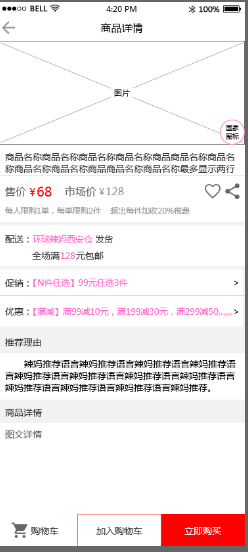 ●●●○○ BELL 4:20 PM 100%
商品详情
图片
国家
图标
商品名称商品名称商品名称商品名称商品名称商品名
称商品名称商品名称商品名称商品名称最多显示两行
售价 ¥68 市场价 ¥128
每人限购1单，每单限购2件 超出每件加收20%税费
配送：环球辣妈西安仓 发货
全场满128元包邮
促销：【N件任选】99元任选3件 >
优惠：【满减】满99减10元，满199减30元，满299减50...... >
推荐理由
辣妈推荐语言辣妈推荐语言辣妈推荐语言辣妈推荐语
言辣妈推荐语言辣妈推荐语言辣妈推荐语言辣妈推荐语
言辣妈推荐语言辣妈推荐语言辣妈推荐语言辣妈推荐。
商品详情
图文详情
购物车 加入购物车 立即购买